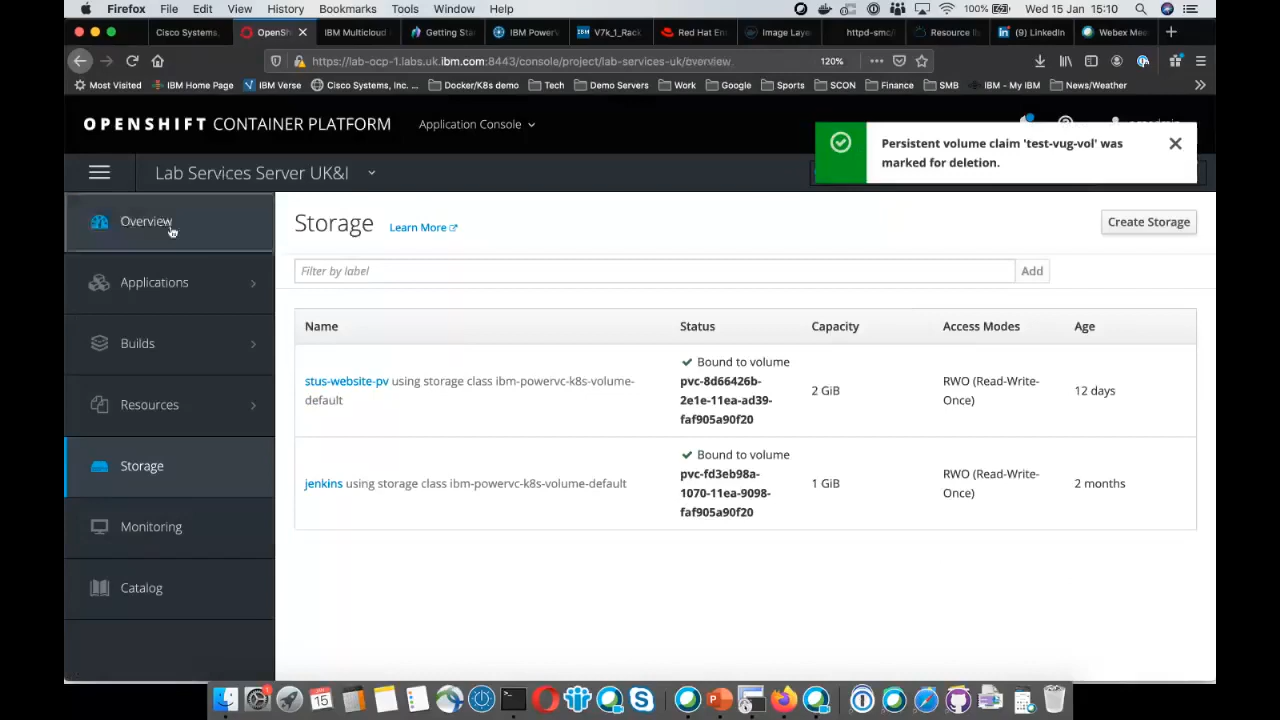 Firefox File Edit View History Bookmarks Tools Window Help 100% Wed 15 Jan 15:10
Cisco Systems, OpenSh IBM Multicloud Getting Star IBM Power V7k_1_Rack Red Hat En Image Laye httpd-smc/ Resource li (1) LinkedIn Webex Mee
https://lab-ocp-1.labs.uk.ibm.com:8443/console/project/lab-services-uk/overview 120%
Most Visited IBM Home Page IBM Verse Cisco Systems, Inc. ... Docker/K8s demo Tech Demo Servers Work Google Sports SCON Finance SMB IBM - My IBM News/Weather
OPENSHIFT CONTAINER PLATFORM Application Console
Persistent volume claim 'test-vug-vol' was
marked for deletion.
Lab Services Server UK&I
Overview
Applications
Builds
Resources
Storage
Monitoring
Catalog
Storage Learn More
Create Storage
Filter by label Add
Name Status Capacity Access Modes Age
stus-website-pv using storage class ibm-powervc-k8s-volume-
default
Bound to volume
pvc-8d66426b-
2e1e-11ea-ad39-
faf905a90f20
2 GiB
RWO (Read-Write-
Once)
12 days
jenkins using storage class ibm-powervc-k8s-volume-default
Bound to volume
pvc-fd3eb98a-
1070-11ea-9098-
faf905a90f20
1 GiB
RWO (Read-Write-
Once)
2 months
15